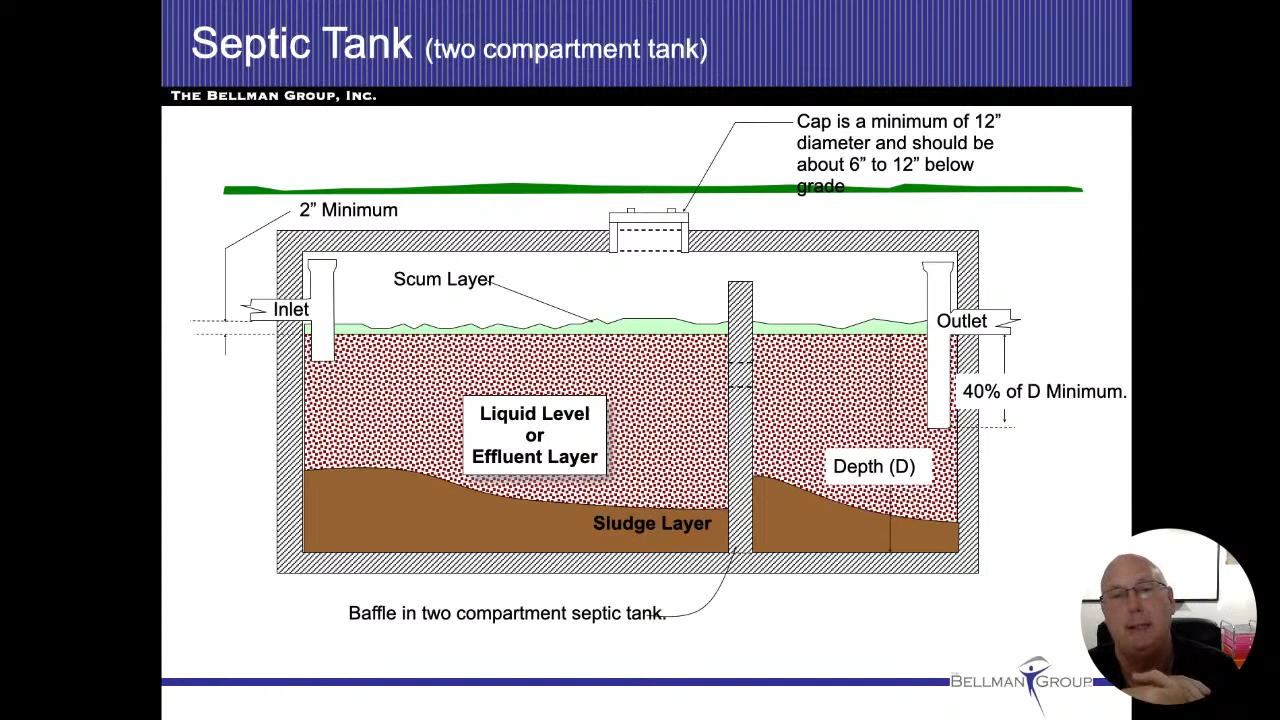 Septic Tank (two compartment tank)
THE BELLMAN GROUP, INC.
Cap is a minimum of 12”
diameter and should be
about 6” to 12” below
grade
2” Minimum
Scum Layer
Inlet
Outlet
40% of D Minimum.
Liquid Level
or
Effluent Layer
Depth (D)
Sludge Layer
Baffle in two compartment septic tank.
THE BELLMAN GROUP